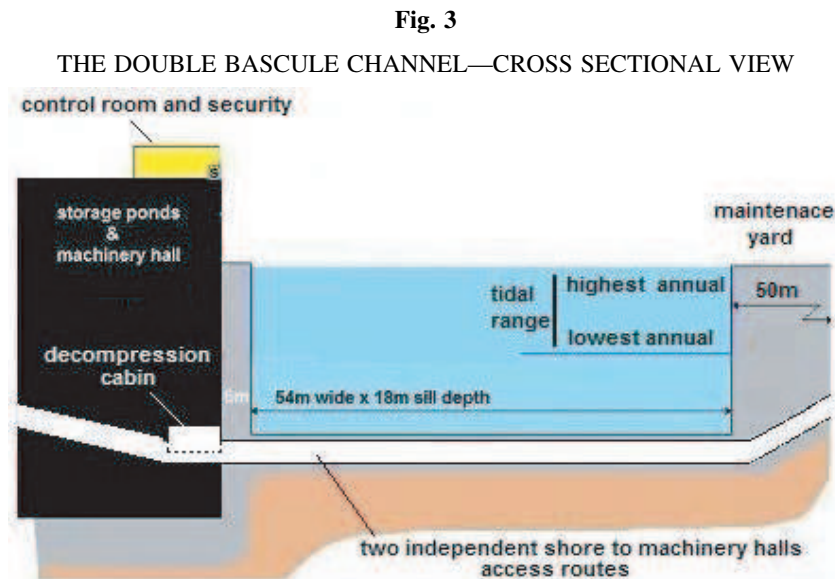 Fig. 3
THE DOUBLE BASCULE CHANNEL—CROSS SECTIONAL VIEW
control room and security
s
storage ponds
&
machinery hall
maintenace
yard
tidal
range
highest annual
50m
lowest annual
decompression
cabin
6m
54m wide x 18m sill depth
two independent shore to machinery halls
access routes